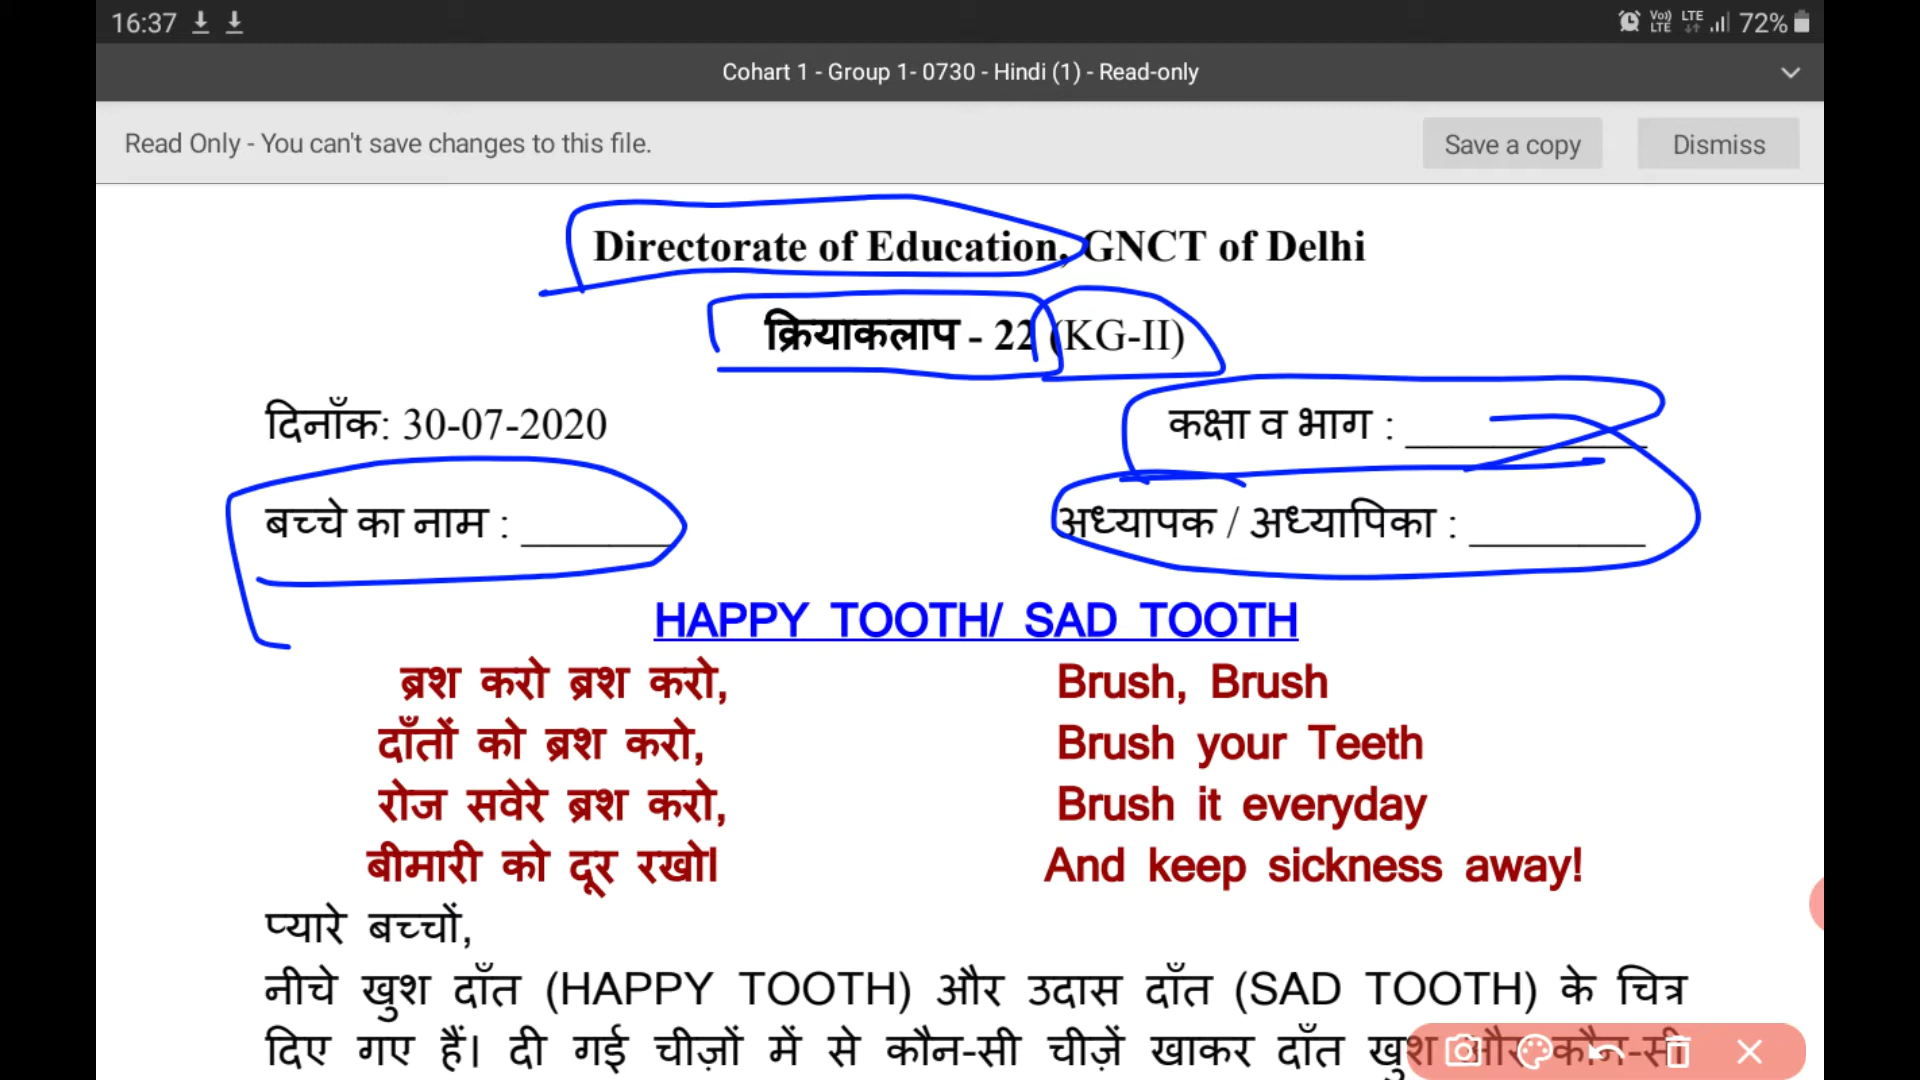 16:37 72%
Cohart 1 - Group 1- 0730 - Hindi (1) - Read-only
Read Only - You can't save changes to this file. Save a copy Dismiss
Directorate of Education, GNCT of Delhi
क्रियाकलाप - 22 (KG-II)
दिनाँक: 30-07-2020 कक्षा व भाग : ___________
बच्चे का नाम : ________ अध्यापक / अध्यापिका : ________
HAPPY TOOTH/ SAD TOOTH
ब्रश करो ब्रश करो, Brush, Brush
दाँतों को ब्रश करो, Brush your Teeth
रोज सवेरे ब्रश करो, Brush it everyday
बीमारी को दूर रखो। And keep sickness away!
प्यारे बच्चों,
नीचे खुश दाँत (HAPPY TOOTH) और उदास दाँत (SAD TOOTH) के चित्र
दिए गए हैं। दी गई चीज़ों में से कौन-सी चीज़ें खाकर दाँत खुश और कौन-सी